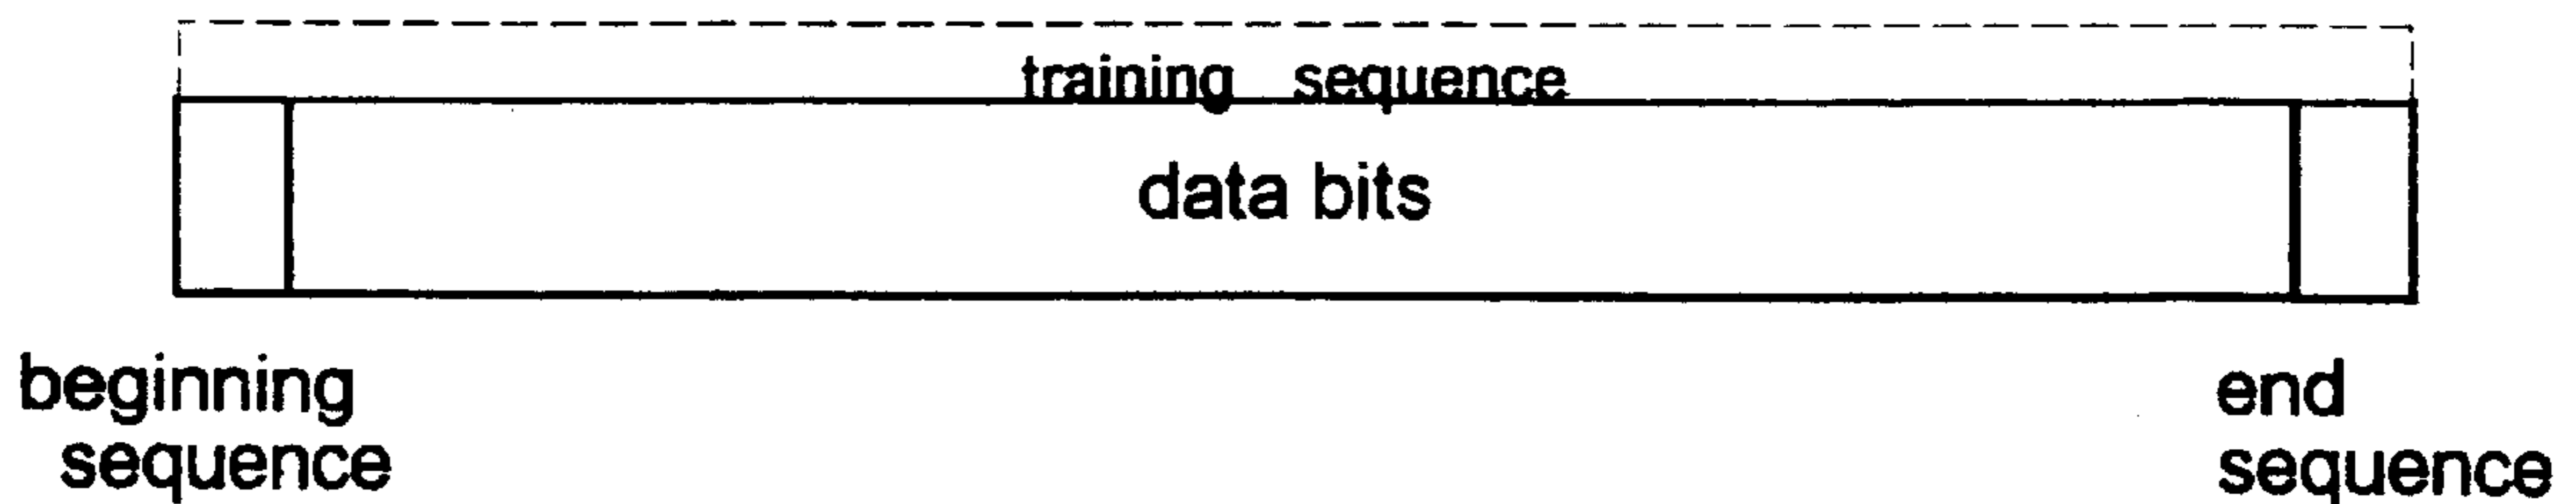 training sequence
data bits
beginning
sequence
end
sequence